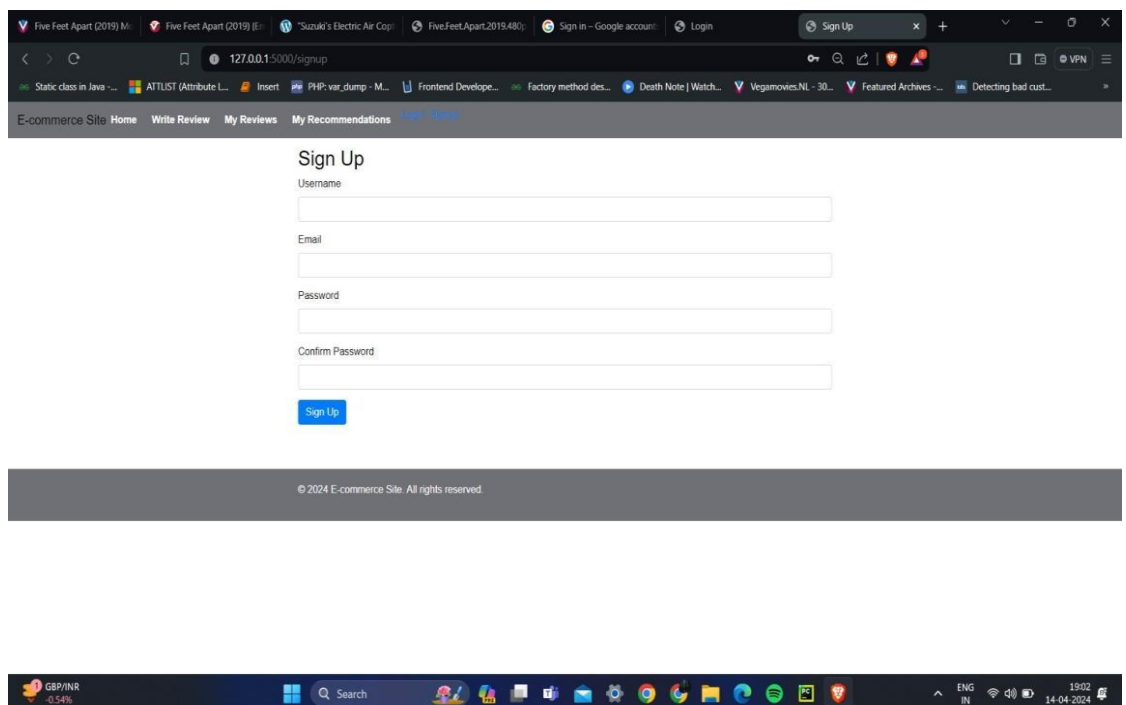 Five Feet Apart (2019) Mo
Five Feet Apart (2019) (En
"Suzuki's Electric Air Copt
Five.Feet.Apart.2019.480p
Sign in – Google accounts
Login
Sign Up
127.0.0.1:5000/signup
VPN
Static class in Java -...
ATTLIST (Attribute L...
Insert
PHP: var_dump - M...
Frontend Develope...
Factory method des...
Death Note | Watch...
Vegamovies.NL - 30...
Featured Archives -...
Detecting bad cust...
E-commerce Site Home Write Review My Reviews My Recommendations
Sign Up
Username
Email
Password
Confirm Password
Sign Up
© 2024 E-commerce Site. All rights reserved.
GBP/INR
-0.54%
Search
ENG
IN
19:02
14-04-2024